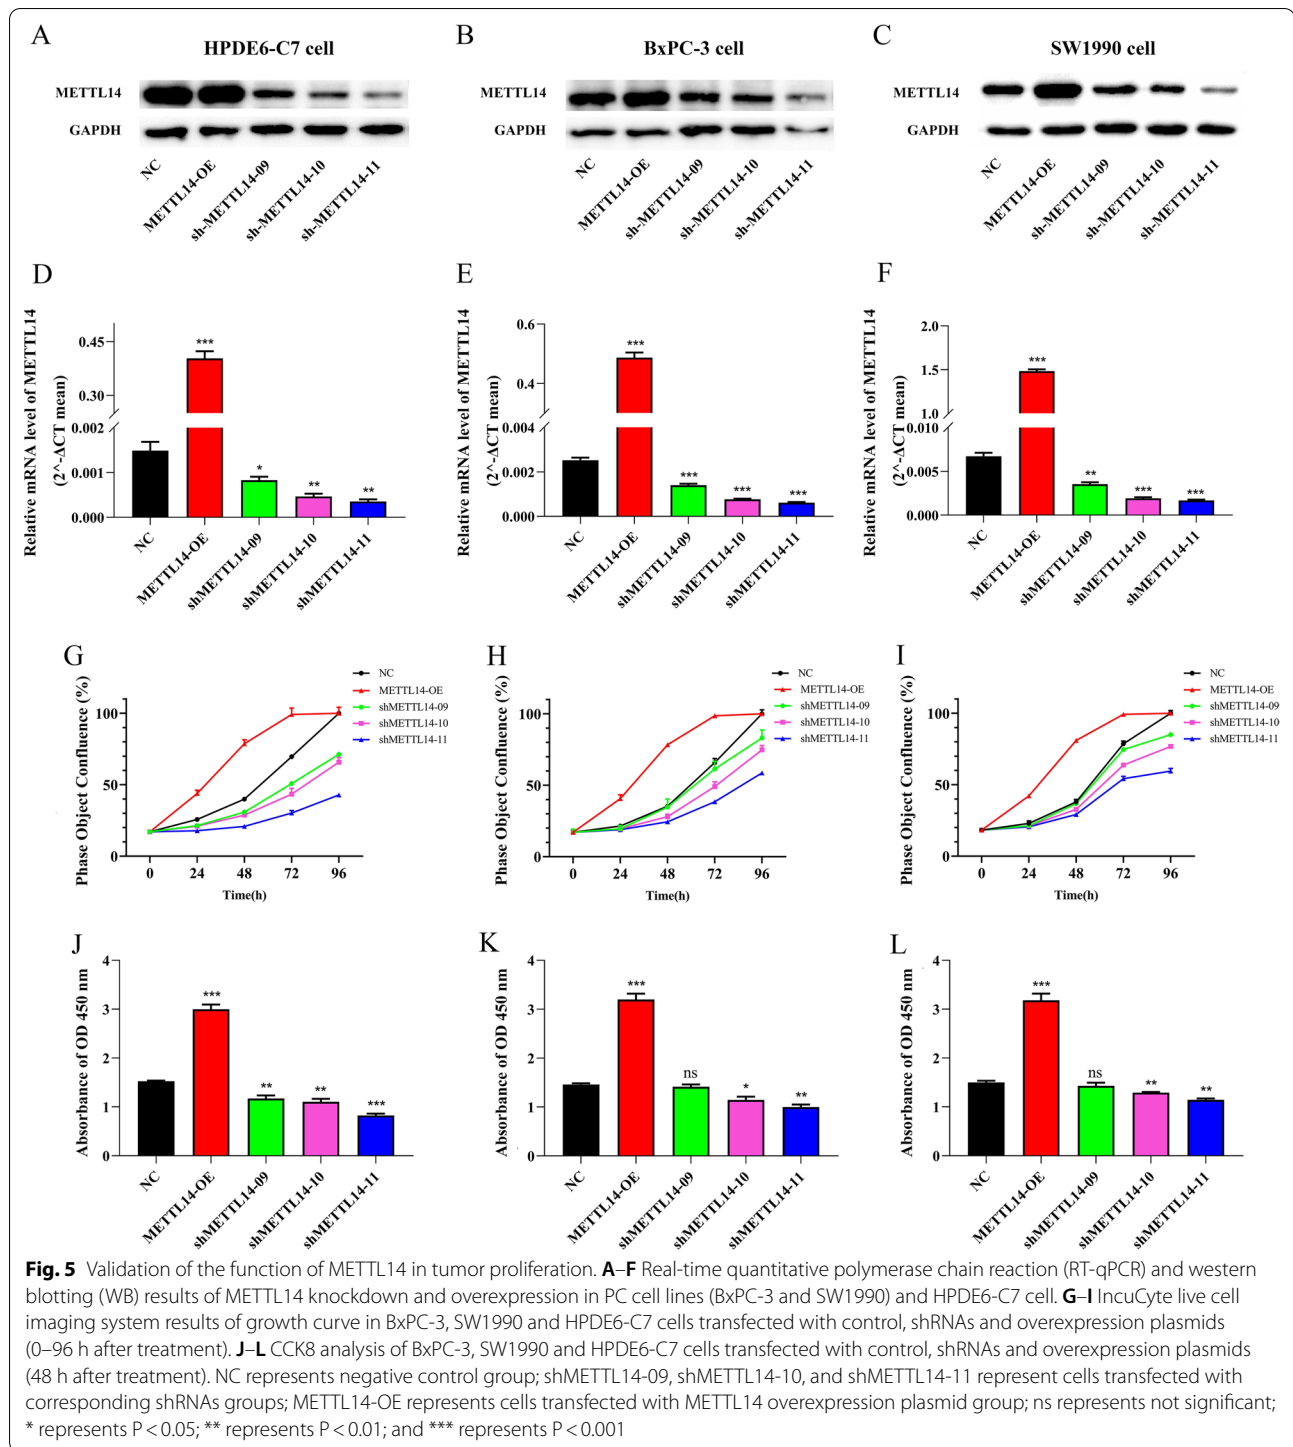 A
HPDE6-C7 cell
METTL14
GAPDH
NC
METTL14-OE
sh-METTL14-09
sh-METTL14-10
sh-METTL14-11
B
BxPC-3 cell
METTL14
GAPDH
NC
METTL14-OE
sh-METTL14-09
sh-METTL14-10
sh-METTL14-11
C
SW1990 cell
METTL14
GAPDH
NC
METTL14-OE
sh-METTL14-09
sh-METTL14-10
sh-METTL14-11
D
Relative mRNA level of METTL14
(2^-ΔCT mean)
0.45
0.30
0.002
0.001
0.000
***
*
**
**
NC
METTL14-OE
shMETTL14-09
shMETTL14-10
shMETTL14-11
E
Relative mRNA level of METTL14
(2^-ΔCT mean)
0.6
0.4
0.004
0.002
0.000
***
***
***
***
NC
METTL14-OE
shMETTL14-09
shMETTL14-10
shMETTL14-11
F
Relative mRNA level of METTL14
(2^-ΔCT mean)
2.0
1.5
1.0
0.010
0.005
0.000
***
**
***
***
NC
METTL14-OE
shMETTL14-09
shMETTL14-10
shMETTL14-11
G
Phase Object Confluence (%)
100
50
0
0 24 48 72 96
Time(h)
NC
METTL14-OE
shMETTL14-09
shMETTL14-10
shMETTL14-11
H
Phase Object Confluence (%)
100
50
0
0 24 48 72 96
Time(h)
NC
METTL14-OE
shMETTL14-09
shMETTL14-10
shMETTL14-11
I
Phase Object Confluence (%)
100
50
0
0 24 48 72 96
Time(h)
NC
METTL14-OE
shMETTL14-09
shMETTL14-10
shMETTL14-11
J
Absorbance of OD 450 nm
4
3
2
1
0
***
**
**
***
NC
METTL14-OE
shMETTL14-09
shMETTL14-10
shMETTL14-11
K
Absorbance of OD 450 nm
4
3
2
1
0
***
ns
*
**
NC
METTL14-OE
shMETTL14-09
shMETTL14-10
shMETTL14-11
L
Absorbance of OD 450 nm
4
3
2
1
0
***
ns
**
**
NC
METTL14-OE
shMETTL14-09
shMETTL14-10
shMETTL14-11
Fig. 5 Validation of the function of METTL14 in tumor proliferation. A–F Real-time quantitative polymerase chain reaction (RT-qPCR) and western
blotting (WB) results of METTL14 knockdown and overexpression in PC cell lines (BxPC-3 and SW1990) and HPDE6-C7 cell. G–I IncuCyte live cell
imaging system results of growth curve in BxPC-3, SW1990 and HPDE6-C7 cells transfected with control, shRNAs and overexpression plasmids
(0–96 h after treatment). J–L CCK8 analysis of BxPC-3, SW1990 and HPDE6-C7 cells transfected with control, shRNAs and overexpression plasmids
(48 h after treatment). NC represents negative control group; shMETTL14-09, shMETTL14-10, and shMETTL14-11 represent cells transfected with
corresponding shRNAs groups; METTL14-OE represents cells transfected with METTL14 overexpression plasmid group; ns represents not significant;
* represents P < 0.05; ** represents P < 0.01; and *** represents P < 0.001